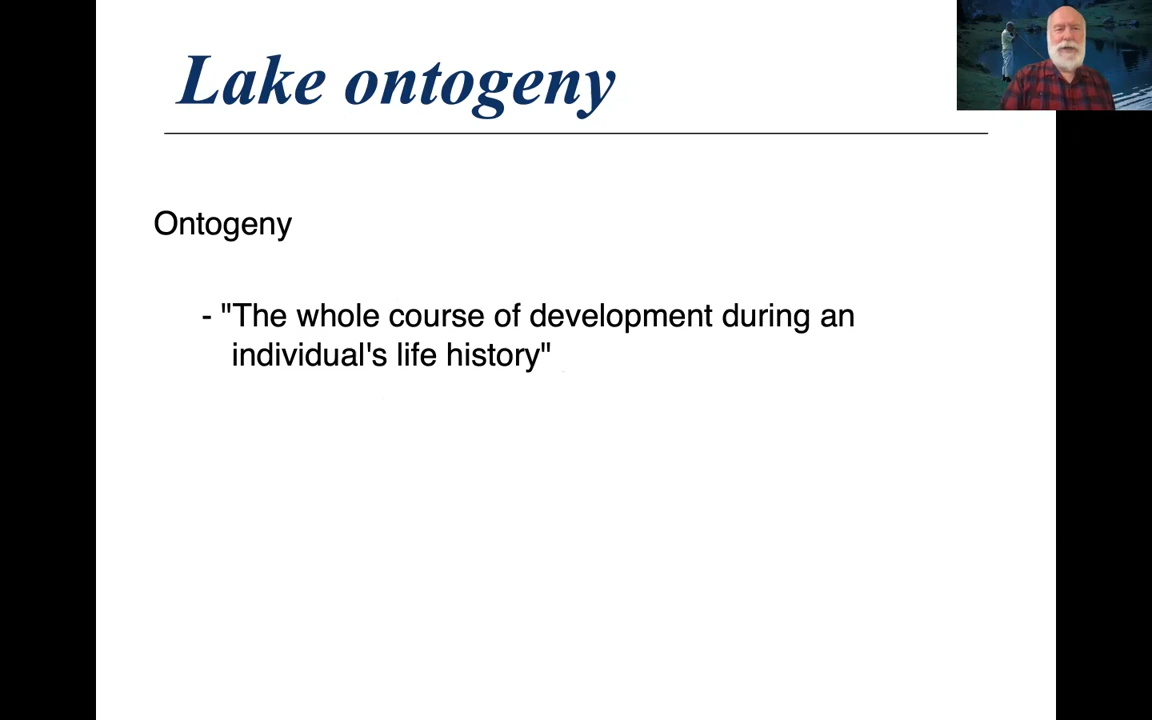 Lake ontogeny
Ontogeny
- "The whole course of development during an
individual's life history"